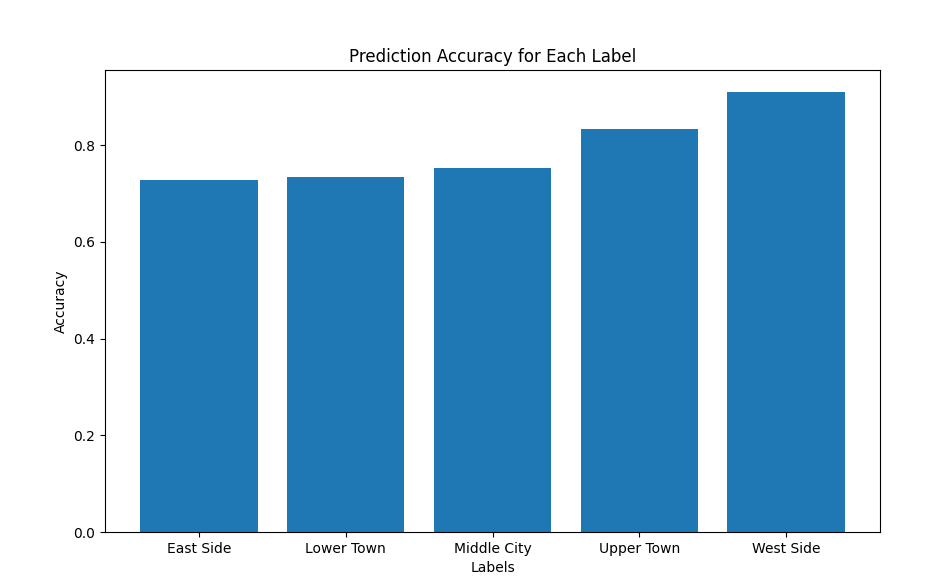 Prediction Accuracy for Each Label
0.8
0.6
0.4
0.2
0.0
Accuracy
East Side Lower Town Middle City Upper Town West Side
Labels